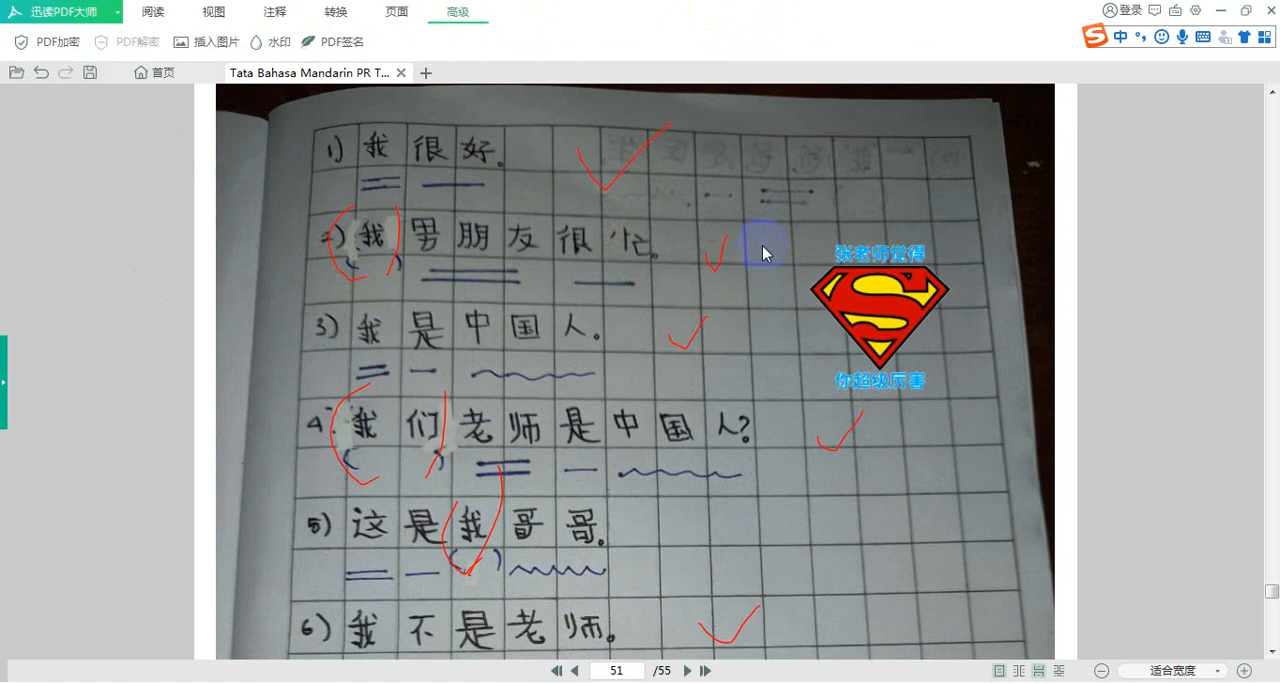 迅读PDF大师 阅读 视图 注释 转换 页面 高级 登录
PDF加密 PDF解密 插入图片 水印 PDF签名 中
首页 Tata Bahasa Mandarin PR T...
1) 我很好。
2) 我男朋友很忙。
张老师觉得
S
你超级厉害
3) 我是中国人。
4) 我们老师是中国人?
5) 这是我哥哥。
6) 我不是老师。
51 /55 适合宽度